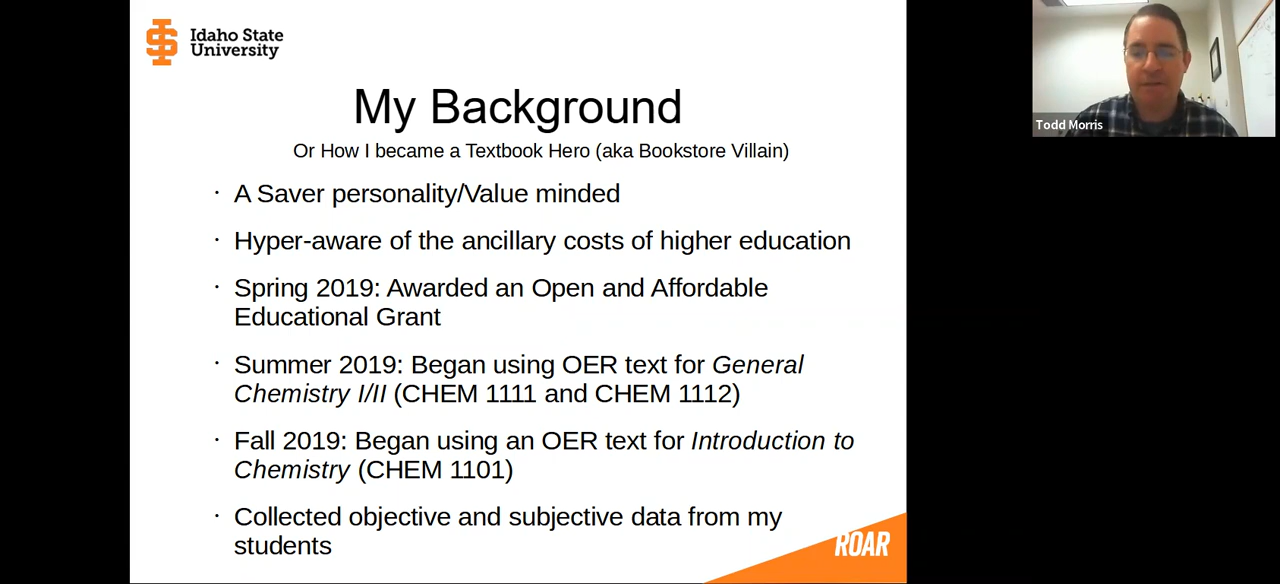 Idaho State
University
My Background
Or How I became a Textbook Hero (aka Bookstore Villain)
· A Saver personality/Value minded
· Hyper-aware of the ancillary costs of higher education
· Spring 2019: Awarded an Open and Affordable
Educational Grant
· Summer 2019: Began using OER text for General
Chemistry I/II (CHEM 1111 and CHEM 1112)
· Fall 2019: Began using an OER text for Introduction to
Chemistry (CHEM 1101)
· Collected objective and subjective data from my
students
ROAR
Todd Morris